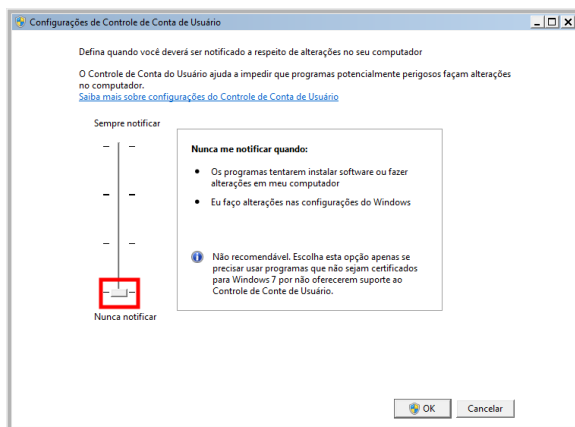 Configurações de Controle de Conta de Usuário
Defina quando você deverá ser notificado a respeito de alterações no seu computador
O Controle de Conta do Usuário ajuda a impedir que programas potencialmente perigosos façam alterações
no computador.
Saiba mais sobre configurações do Controle de Conta de Usuário
Sempre notificar
Nunca me notificar quando:
Os programas tentarem instalar software ou fazer
alterações em meu computador
Eu faço alterações nas configurações do Windows
Não recomendável. Escolha esta opção apenas se
precisar usar programas que não sejam certificados
para Windows 7 por não oferecerem suporte ao
Controle de Conte de Usuário.
Nunca notificar
OK
Cancelar